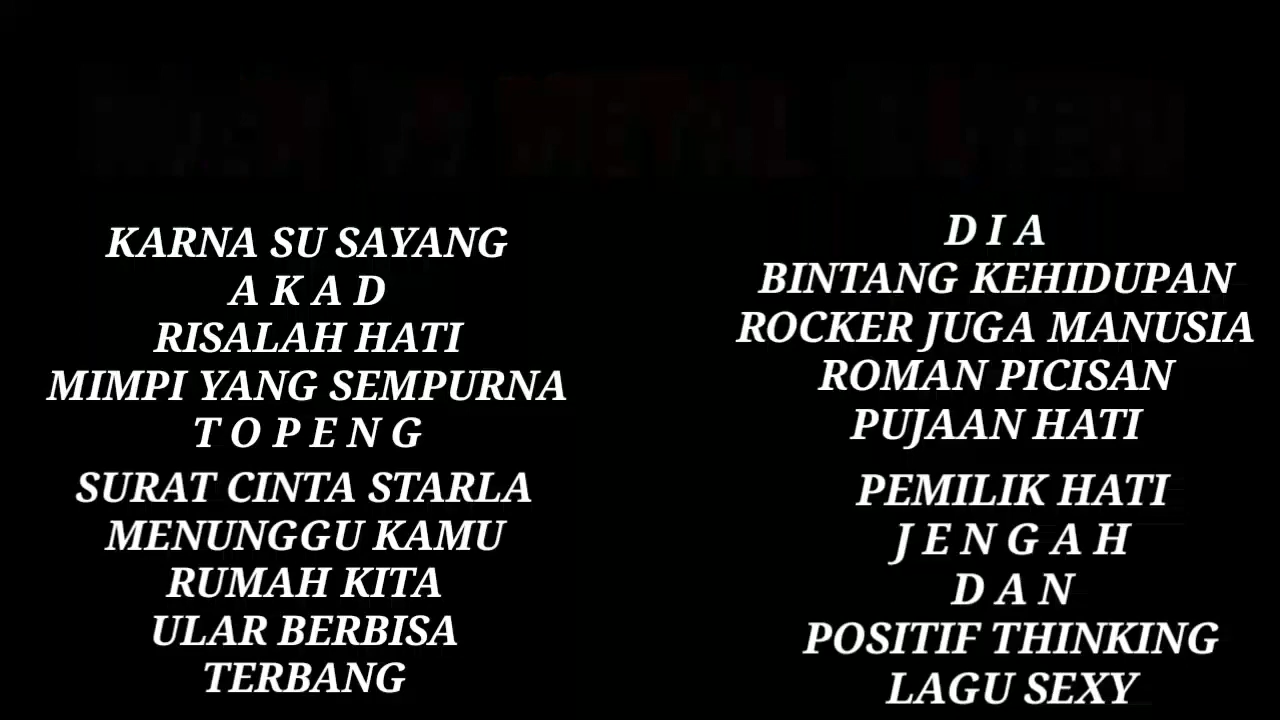 KARNA SU SAYANG
A K A D
RISALAH HATI
MIMPI YANG SEMPURNA
T O P E N G
SURAT CINTA STARLA
MENUNGGU KAMU
RUMAH KITA
ULAR BERBISA
TERBANG
D I A
BINTANG KEHIDUPAN
ROCKER JUGA MANUSIA
ROMAN PICISAN
PUJAAN HATI
PEMILIK HATI
J E N G A H
D A N
POSITIF THINKING
LAGU SEXY